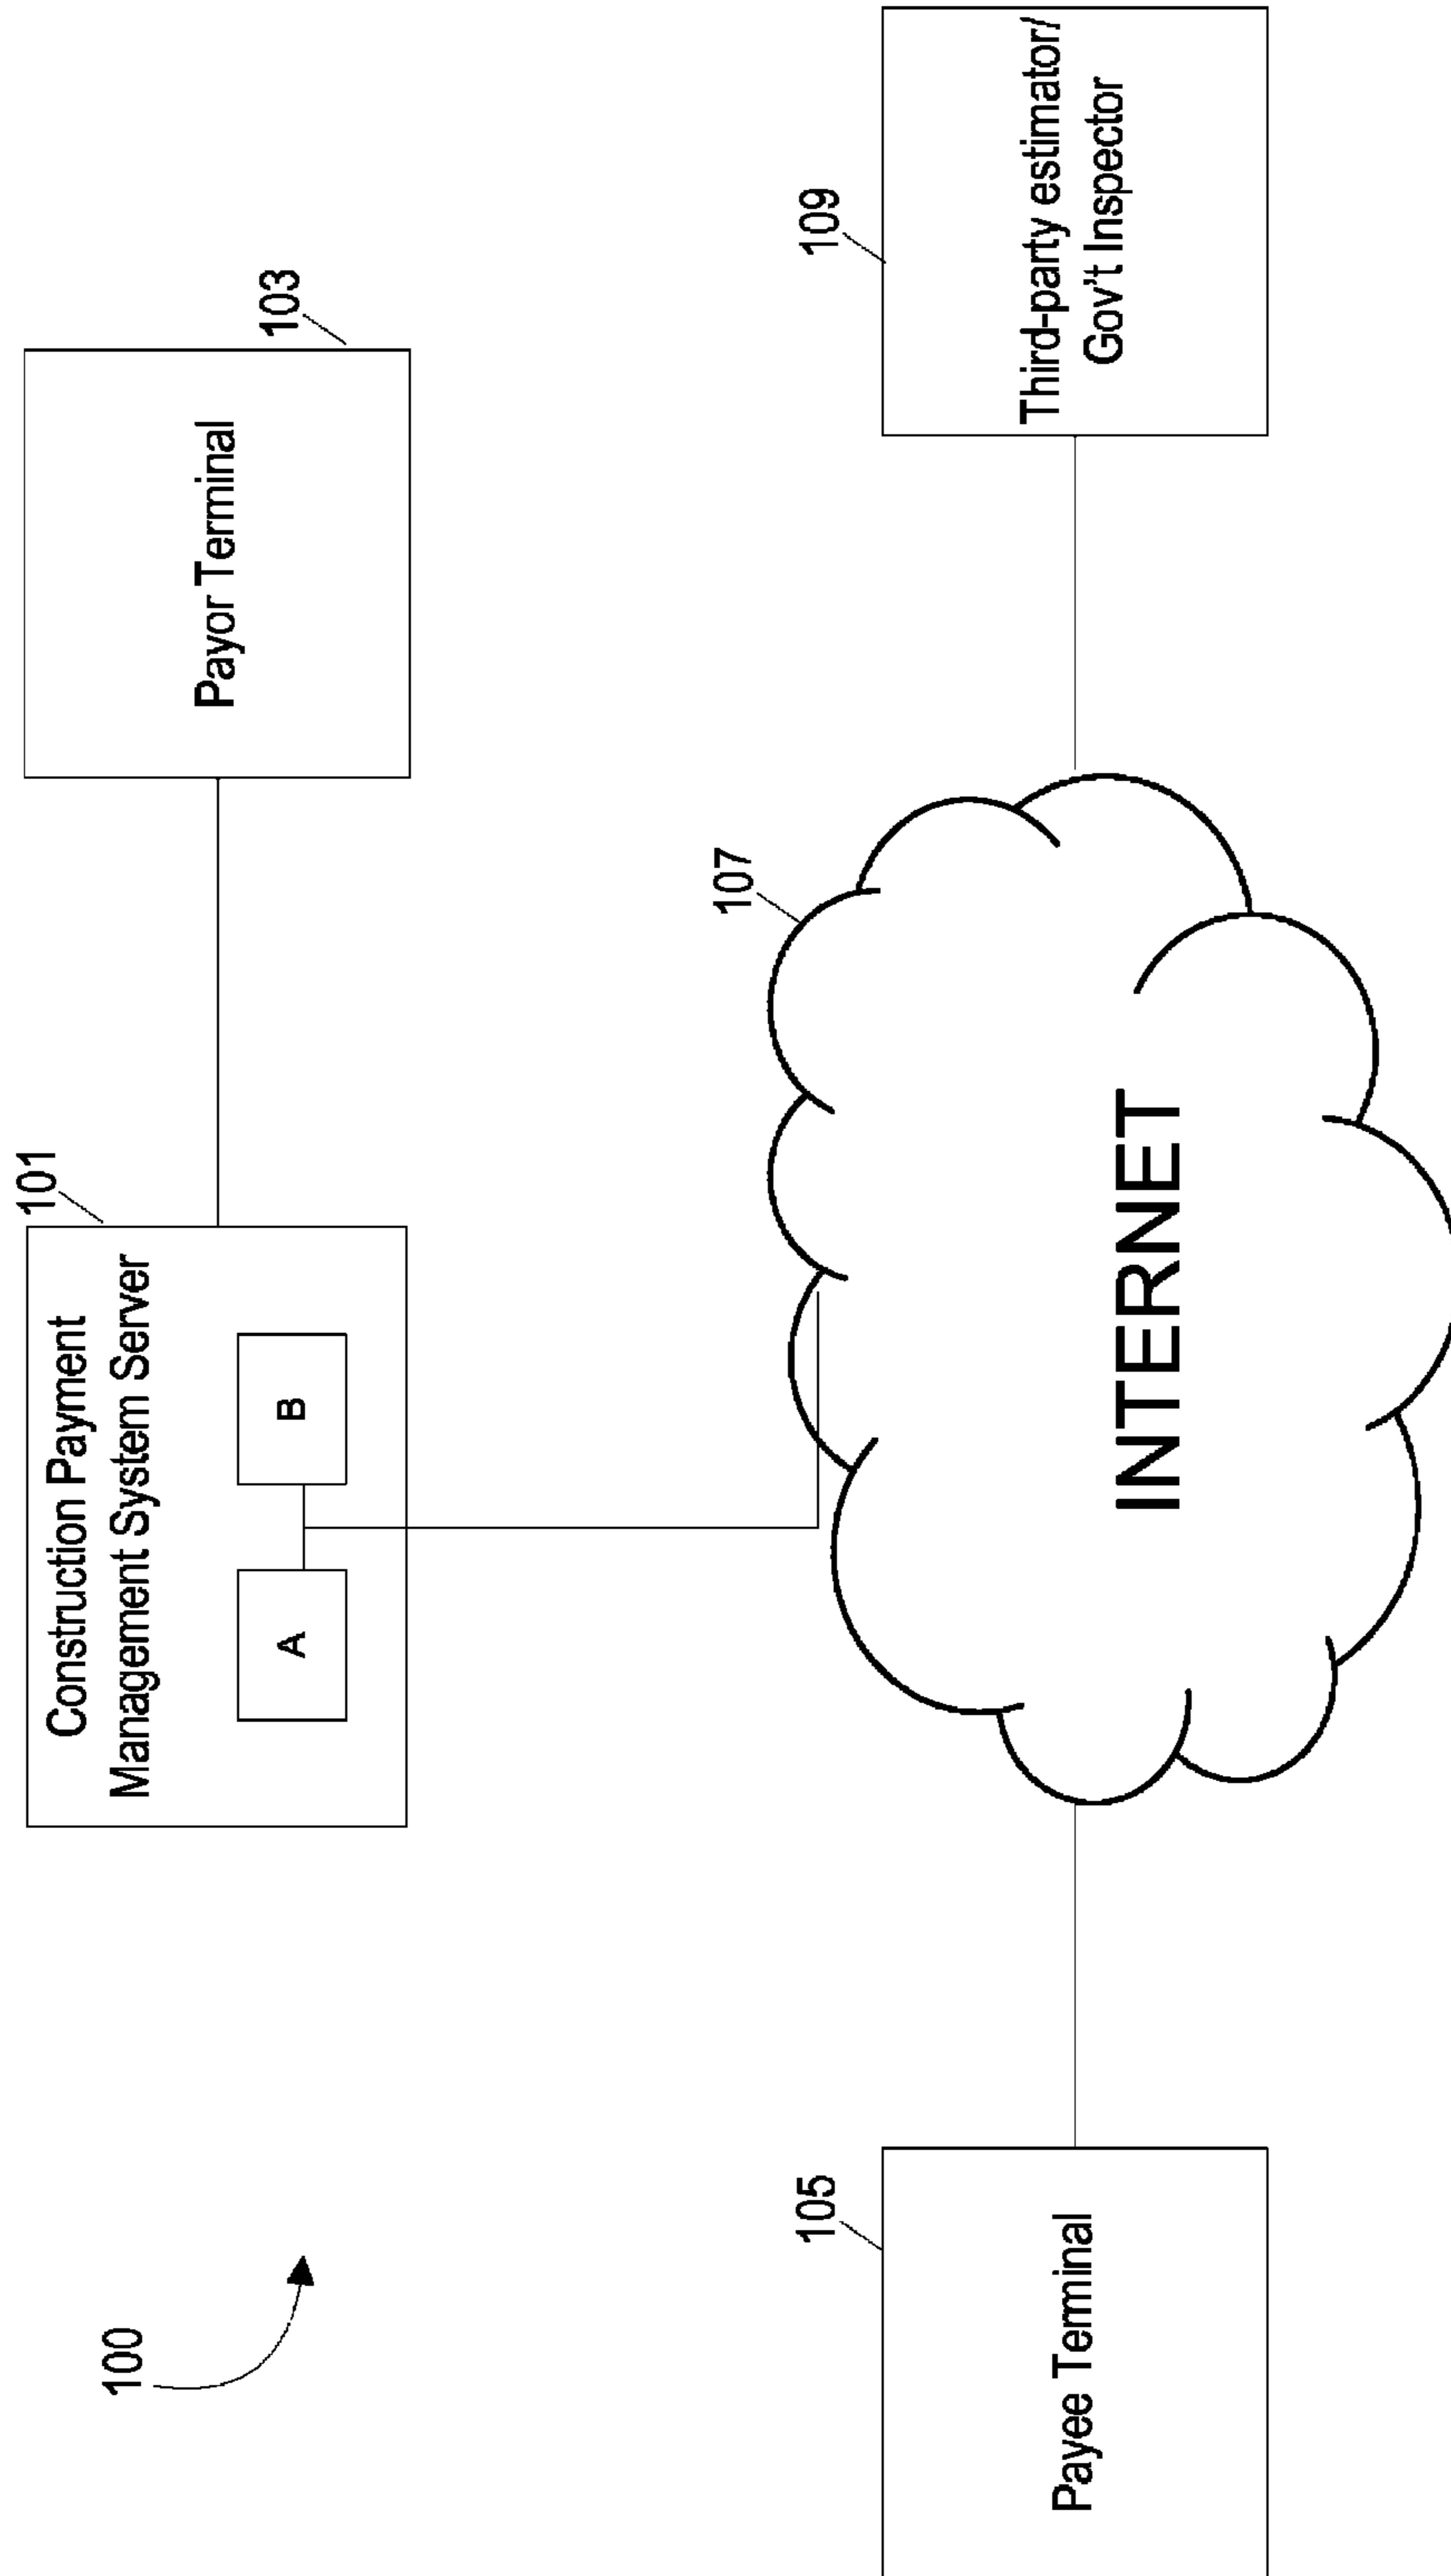 100
101
Construction Payment
Management System Server
A
B
103
Payor Terminal
105
Payee Terminal
107
INTERNET
109
Third-party estimator/
Gov't Inspector